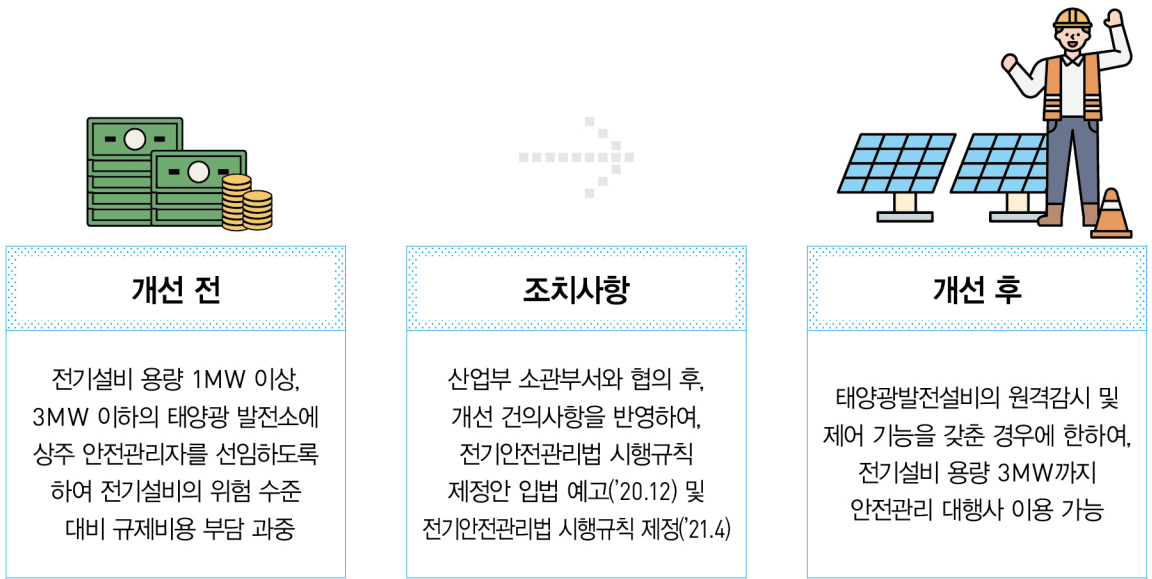 개선 전
전기설비 용량 1MW 이상,
3MW 이하의 태양광 발전소에
상주 안전관리자를 선임하도록
하여 전기설비의 위험 수준
대비 규제비용 부담 과중
조치사항
산업부 소관부서와 협의 후,
개선 건의사항을 반영하여,
전기안전관리법 시행규칙
제정안 입법 예고(’20.12) 및
전기안전관리법 시행규칙 제정(’21.4)
개선 후
태양광발전설비의 원격감시 및
제어 기능을 갖춘 경우에 한하여,
전기설비 용량 3MW까지
안전관리 대행사 이용 가능